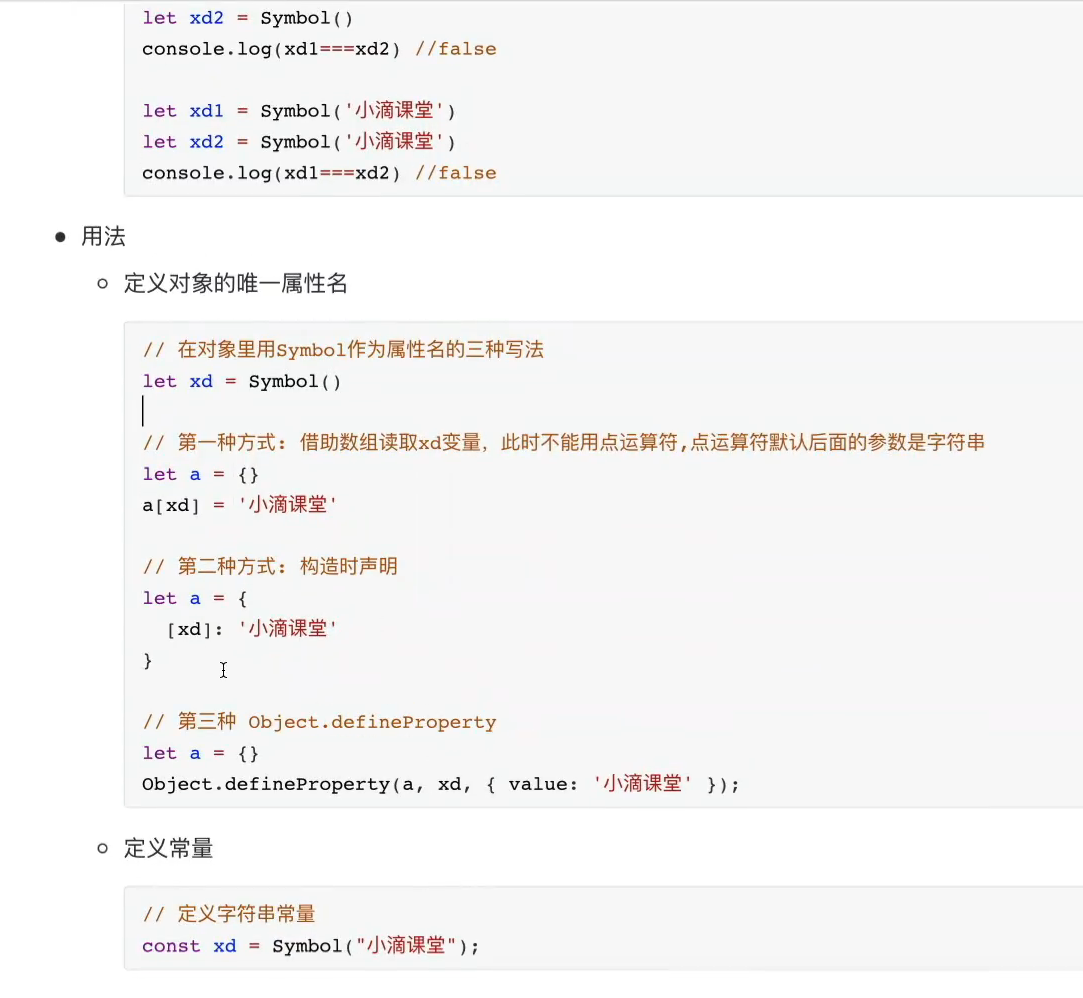 let xd2 = Symbol()
console.log(xd1===xd2) //false
let xd1 = Symbol('小滴课堂')
let xd2 = Symbol('小滴课堂')
console.log(xd1===xd2) //false
用法
定义对象的唯一属性名
// 在对象里用Symbol作为属性名的三种写法
let xd = Symbol()
// 第一种方式: 借助数组读取xd变量，此时不能用点运算符,点运算符默认后面的参数是字符串
let a = {}
a[xd] = '小滴课堂'
// 第二种方式: 构造时声明
let a = {
[xd]: '小滴课堂'
}
// 第三种 Object.defineProperty
let a = {}
Object.defineProperty(a, xd, { value: '小滴课堂' });
定义常量
// 定义字符串常量
const xd = Symbol("小滴课堂");